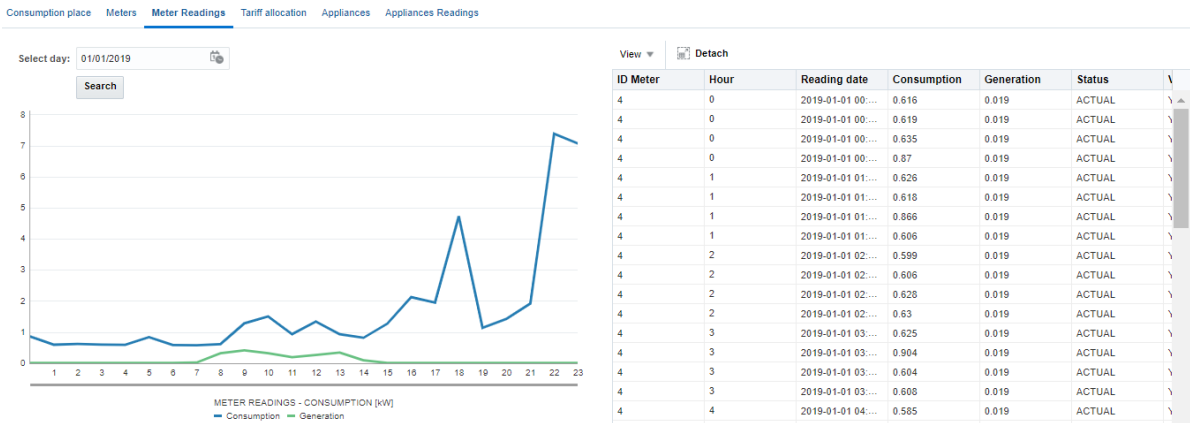 Consumption place Meters Meter Readings Tariff allocation Appliances Appliances Readings
Select day: 01/01/2019
Search
8
7
6
5
4
3
2
1
0
1 2 3 4 5 6 7 8 9 10 11 12 13 14 15 16 17 18 19 20 21 22 23
METER READINGS - CONSUMPTION [kW]
Consumption Generation
View Detach
ID Meter Hour Reading date Consumption Generation Status
4 0 2019-01-01 00:... 0.616 0.019 ACTUAL Y
4 0 2019-01-01 00:... 0.619 0.019 ACTUAL Y
4 0 2019-01-01 00:... 0.635 0.019 ACTUAL Y
4 0 2019-01-01 00:... 0.87 0.019 ACTUAL Y
4 1 2019-01-01 01:... 0.626 0.019 ACTUAL Y
4 1 2019-01-01 01:... 0.618 0.019 ACTUAL Y
4 1 2019-01-01 01:... 0.866 0.019 ACTUAL Y
4 1 2019-01-01 01:... 0.606 0.019 ACTUAL Y
4 2 2019-01-01 02:... 0.599 0.019 ACTUAL Y
4 2 2019-01-01 02:... 0.606 0.019 ACTUAL Y
4 2 2019-01-01 02:... 0.628 0.019 ACTUAL Y
4 2 2019-01-01 02:... 0.63 0.019 ACTUAL Y
4 3 2019-01-01 03:... 0.625 0.019 ACTUAL Y
4 3 2019-01-01 03:... 0.904 0.019 ACTUAL Y
4 3 2019-01-01 03:... 0.604 0.019 ACTUAL Y
4 3 2019-01-01 03:... 0.608 0.019 ACTUAL Y
4 4 2019-01-01 04:... 0.585 0.019 ACTUAL Y